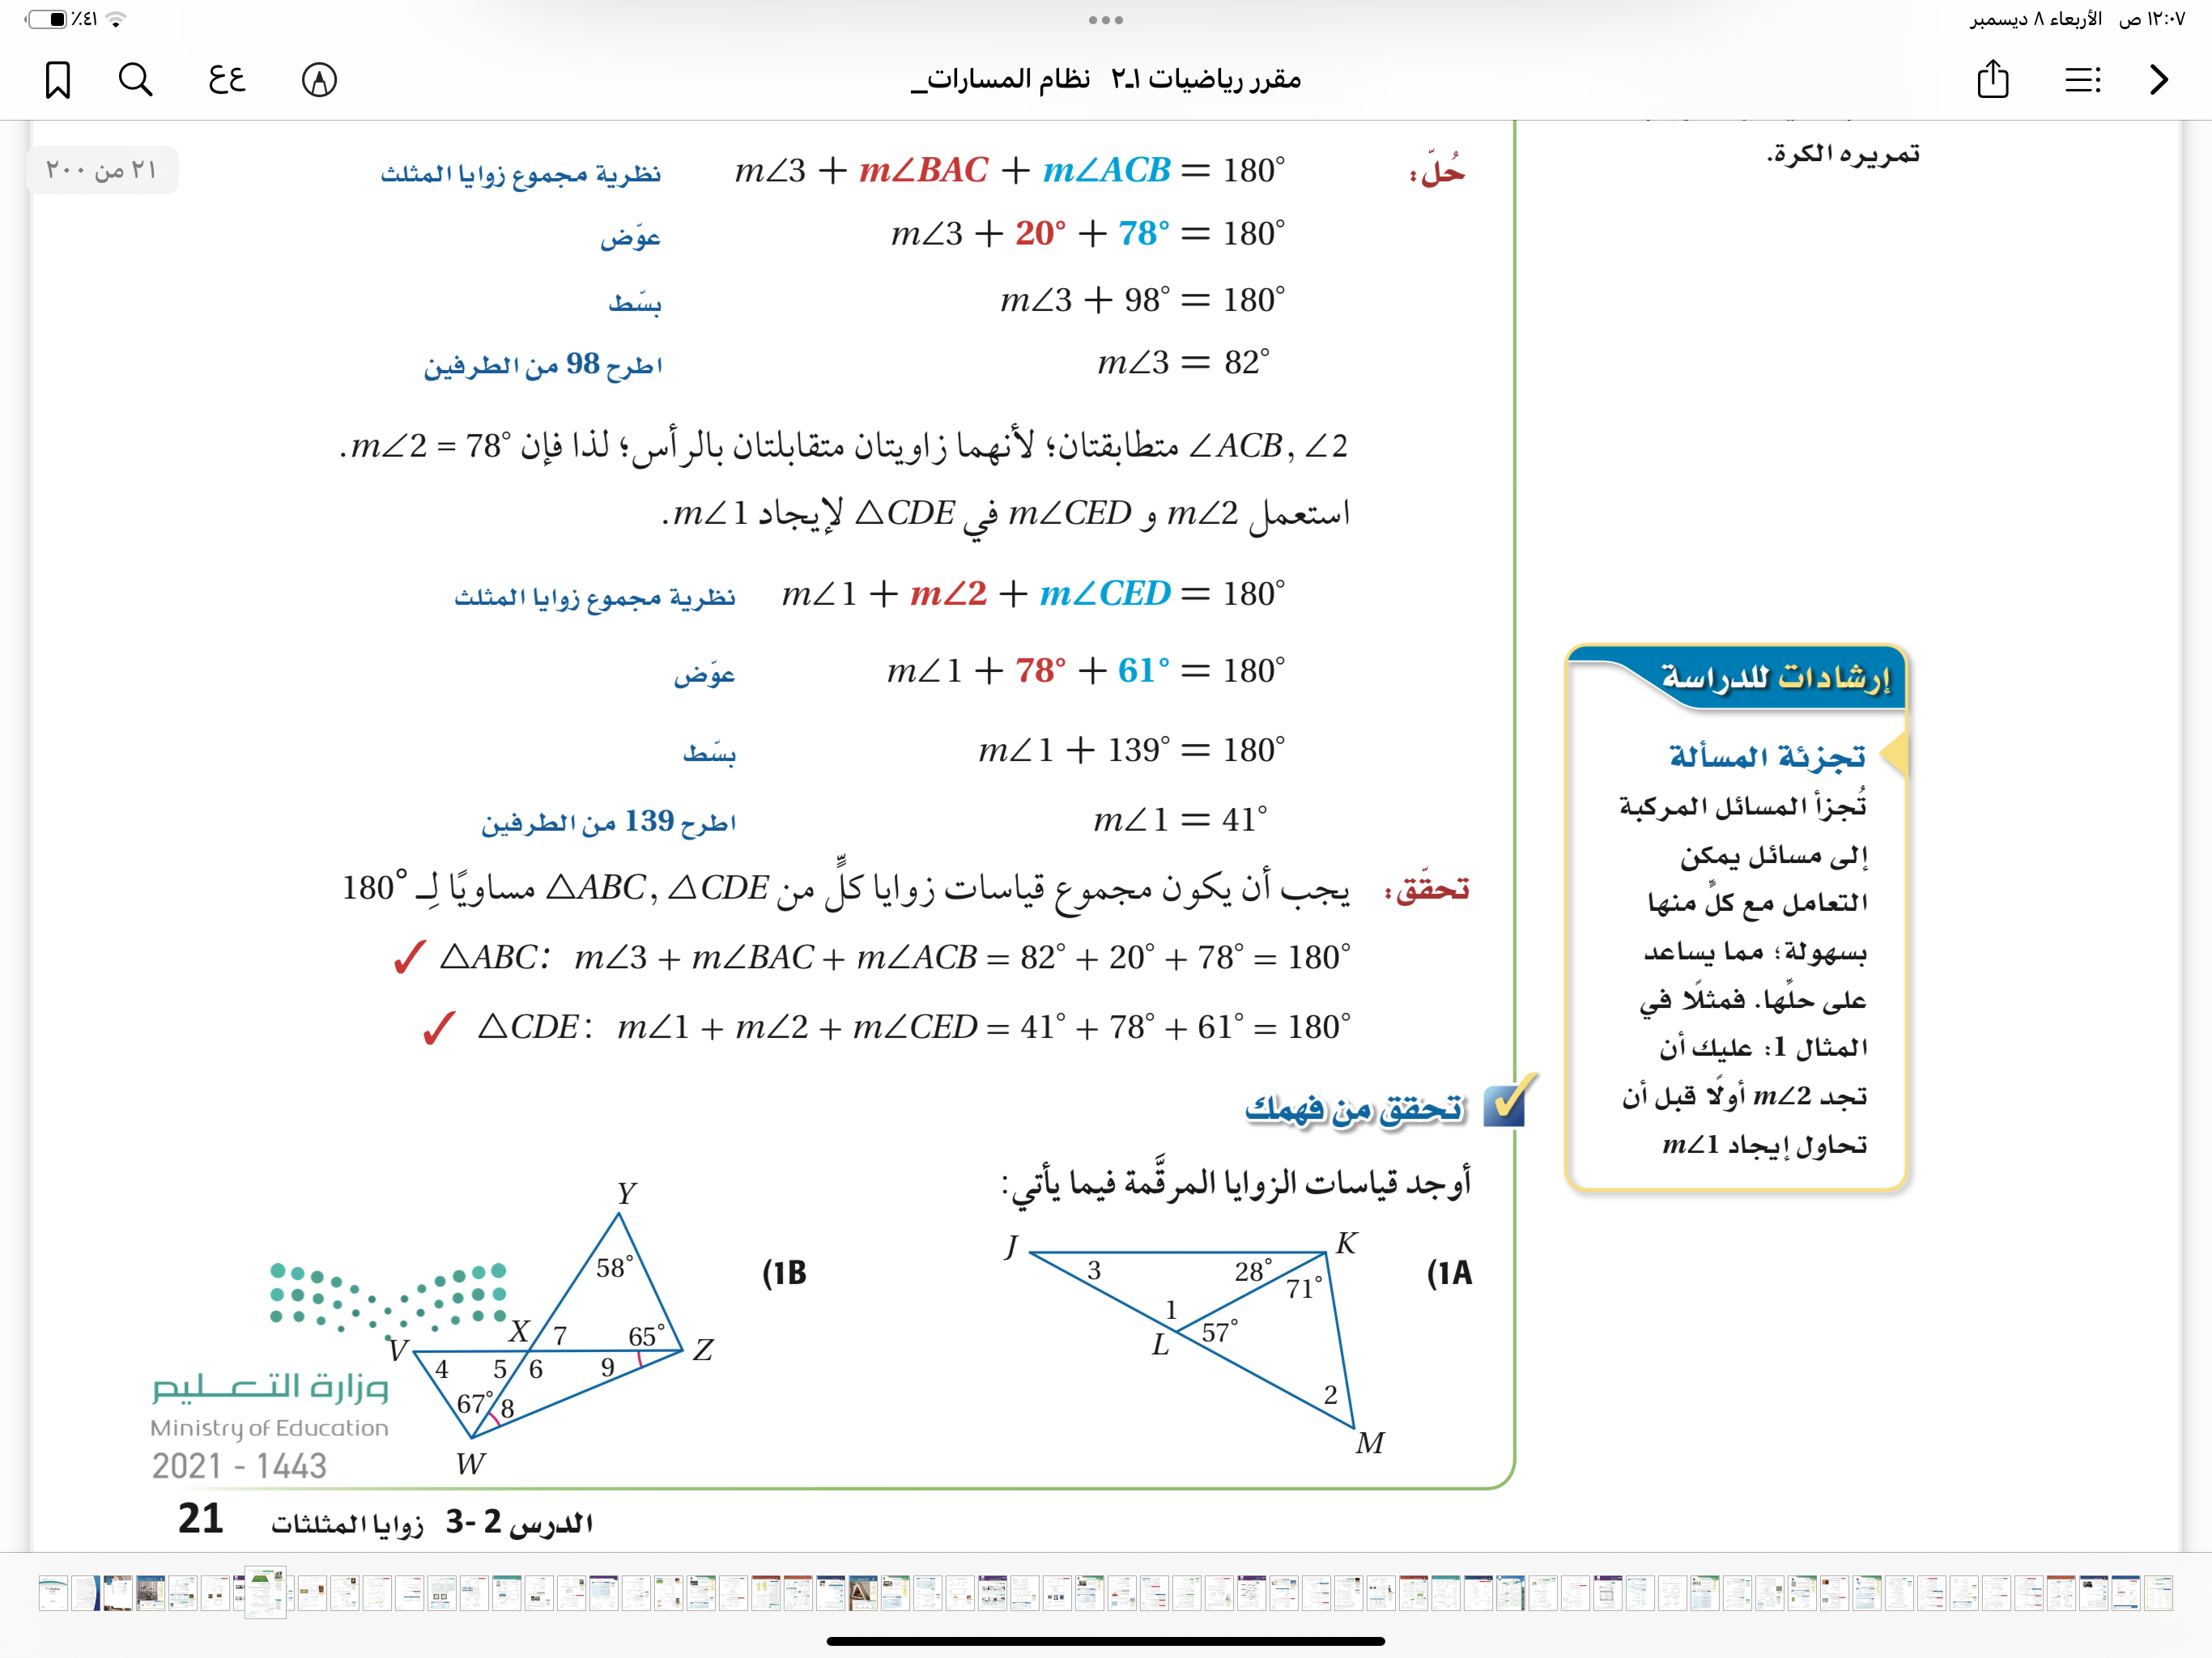 ١٢:٠٧ ص الأربعاء ٨ ديسمبر
٪٤١
مقرر رياضيات ١ـ٢ نظام المسارات_
عع
٢١ من ٢٠٠
تمريره الكرة.
حُلّ: m∠3 + m∠BAC + m∠ACB = 180° نظرية مجموع زوايا المثلث
m∠3 + 20° + 78° = 180° عوّض
m∠3 + 98° = 180° بسّط
m∠3 = 82° اطرح 98 من الطرفين
∠ACB, ∠2 متطابقتان؛ لأنهما زاويتان متقابلتان بالرأس؛ لذا فإن m∠2 = 78°.
استعمل m∠2 و m∠CED في △CDE لإيجاد m∠1.
m∠1 + m∠2 + m∠CED = 180° نظرية مجموع زوايا المثلث
m∠1 + 78° + 61° = 180° عوّض
m∠1 + 139° = 180° بسّط
m∠1 = 41° اطرح 139 من الطرفين
تحقّق: يجب أن يكون مجموع قياسات زوايا كلٍّ من △ABC, △CDE مساويًا لِـ 180°
✓ △ABC: m∠3 + m∠BAC + m∠ACB = 82° + 20° + 78° = 180°
✓ △CDE: m∠1 + m∠2 + m∠CED = 41° + 78° + 61° = 180°
إرشادات للدراسة
تجزئة المسألة
تُجزأ المسائل المركبة
إلى مسائل يمكن
التعامل مع كلٍّ منها
بسهولة؛ مما يساعد
على حلِّها. فمثلًا في
المثال 1: عليك أن
تجد m∠2 أولًا قبل أن
تحاول إيجاد m∠1
تحقق من فهمك
أوجد قياسات الزوايا المرقَّمة فيما يأتي:
(1A
J
K
3
28°
71°
1
L
57°
2
M
(1B
Y
58°
X
7
65°
Z
V
4
5
6
9
67°
8
W
وزارة التعليم
Ministry of Education
2021 - 1443
الدرس 2 -3 زوايا المثلثات 21